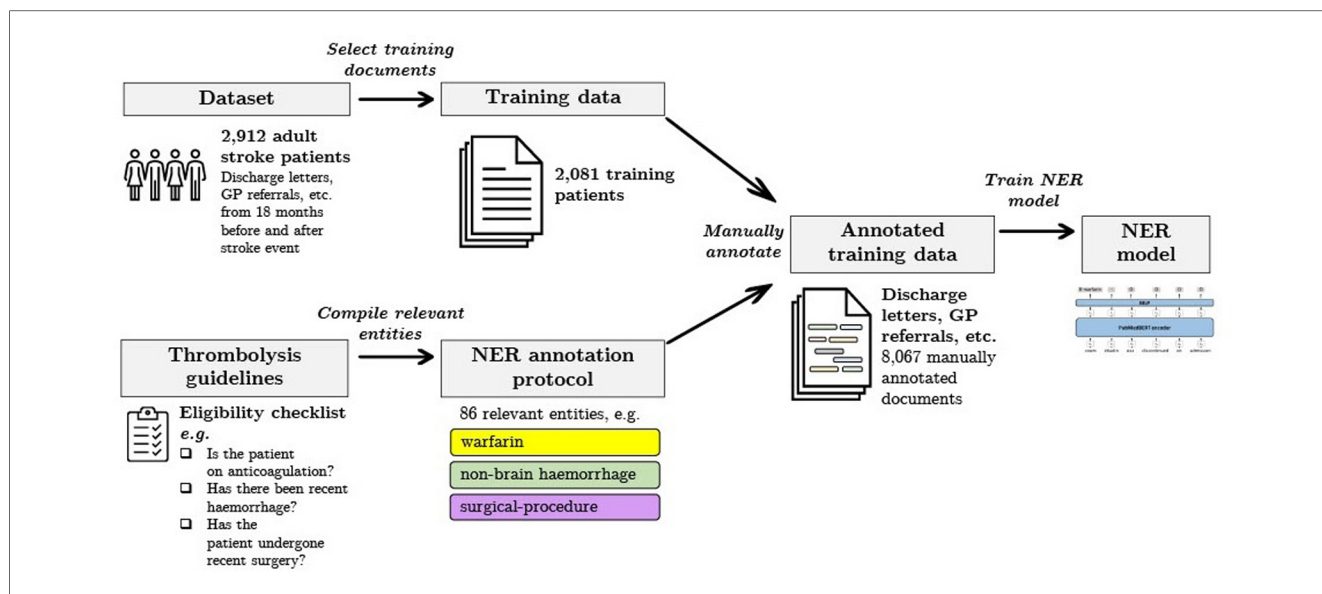 Select training
documents
Dataset
Training data
2,912 adult
stroke patients
Discharge letters,
GP referrals, etc.
from 18 months
before and after
stroke event
2,081 training
patients
Manually
annotate
Annotated
training data
Train NER
model
NER
model
Discharge
letters, GP
referrals, etc.
8,067 manually
annotated
documents
B-warfarin
MLP
PubMedBERT encoder
Compile relevant
entities
Thrombolysis
guidelines
NER annotation
protocol
Eligibility checklist
e.g.
Is the patient
on anticoagulation?
Has there been recent
haemorrhage?
Has the
patient undergone
recent surgery?
86 relevant entities, e.g.
warfarin
non-brain haemorrhage
surgical-procedure